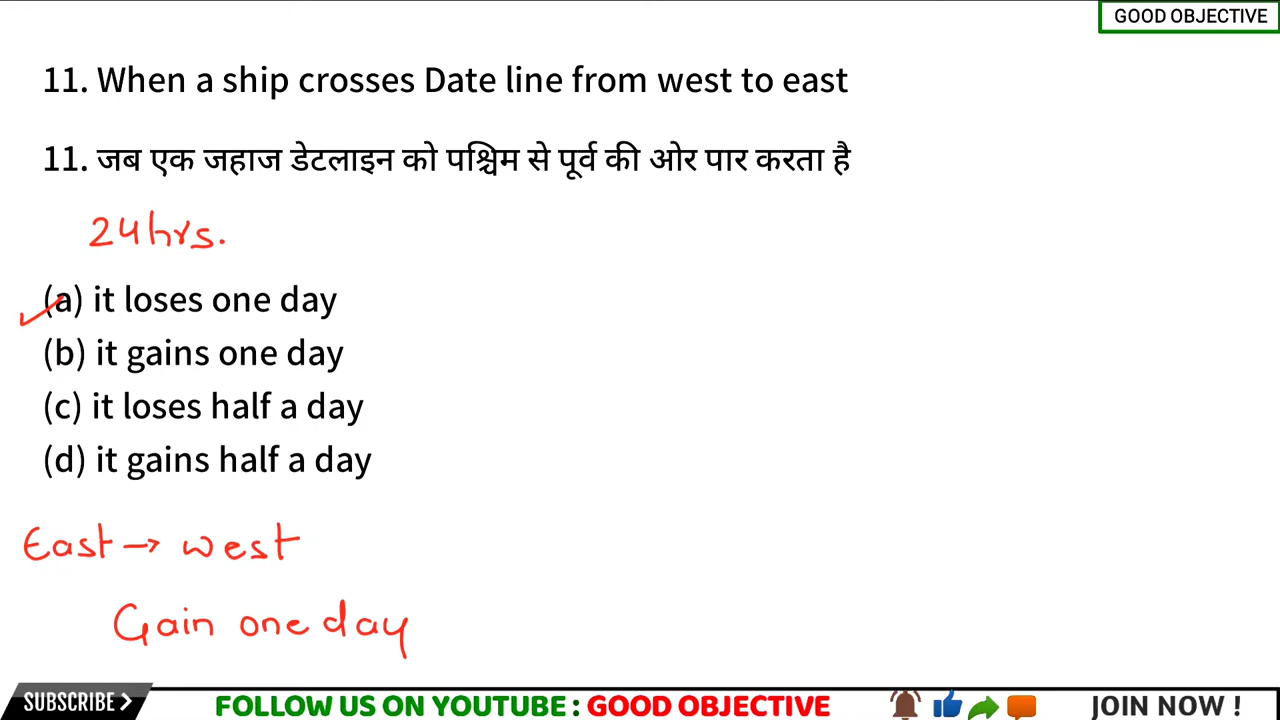 GOOD OBJECTIVE
11. When a ship crosses Date line from west to east
11. जब एक जहाज डेटलाइन को पश्चिम से पूर्व की ओर पार करता है
24 hrs.
(a) it loses one day
(b) it gains one day
(c) it loses half a day
(d) it gains half a day
East → west
Gain one day
SUBSCRIBE > FOLLOW US ON YOUTUBE : GOOD OBJECTIVE JOIN NOW !